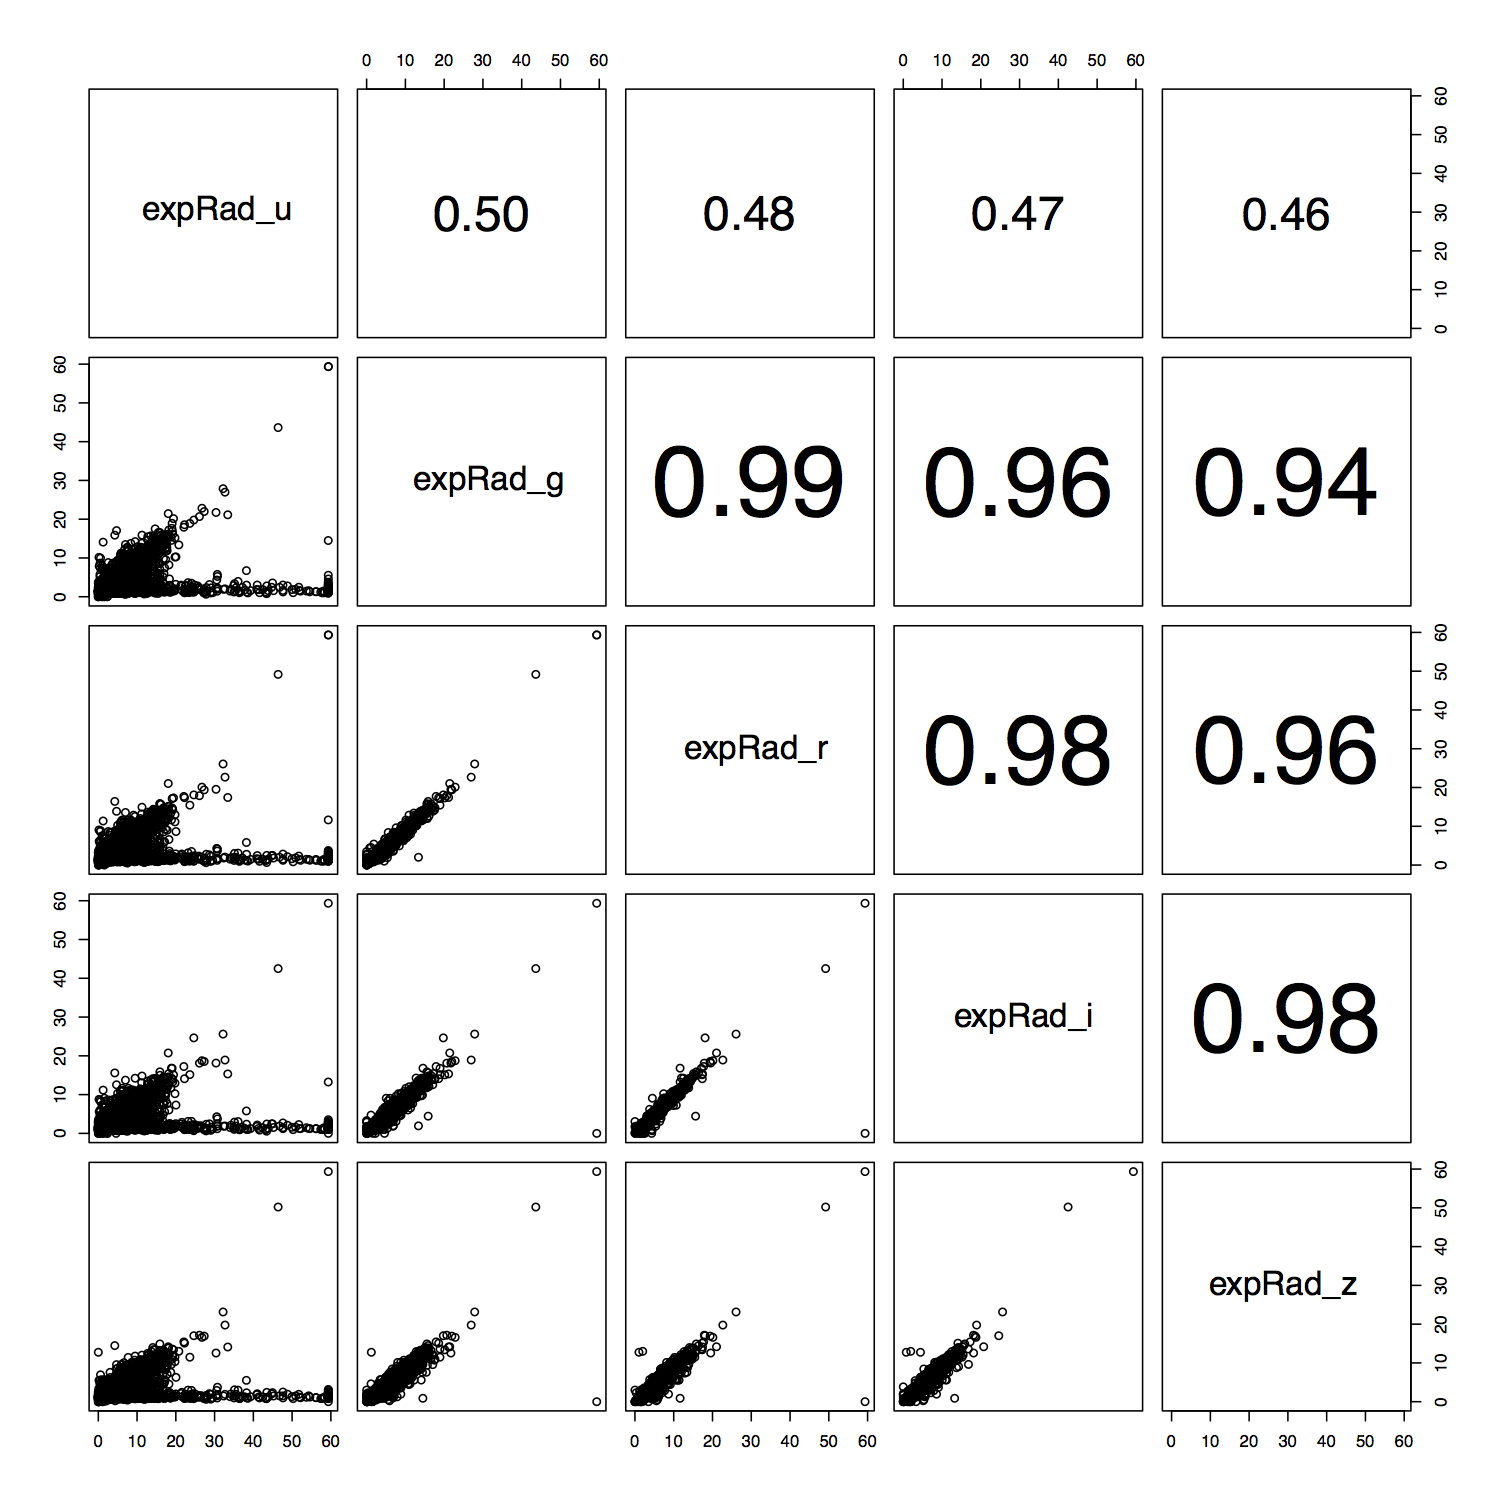 0 10 20 30 40 50 60 0 10 20 30 40 50 60
expRad_u 0.50 0.48 0.47 0.46
0 10 20 30 40 50 60
0 10 20 30 40 50 60
expRad_g 0.99 0.96 0.94
expRad_r 0.98 0.96
0 10 20 30 40 50 60
0 10 20 30 40 50 60
expRad_i 0.98
expRad_z
0 10 20 30 40 50 60
0 10 20 30 40 50 60 0 10 20 30 40 50 60 0 10 20 30 40 50 60